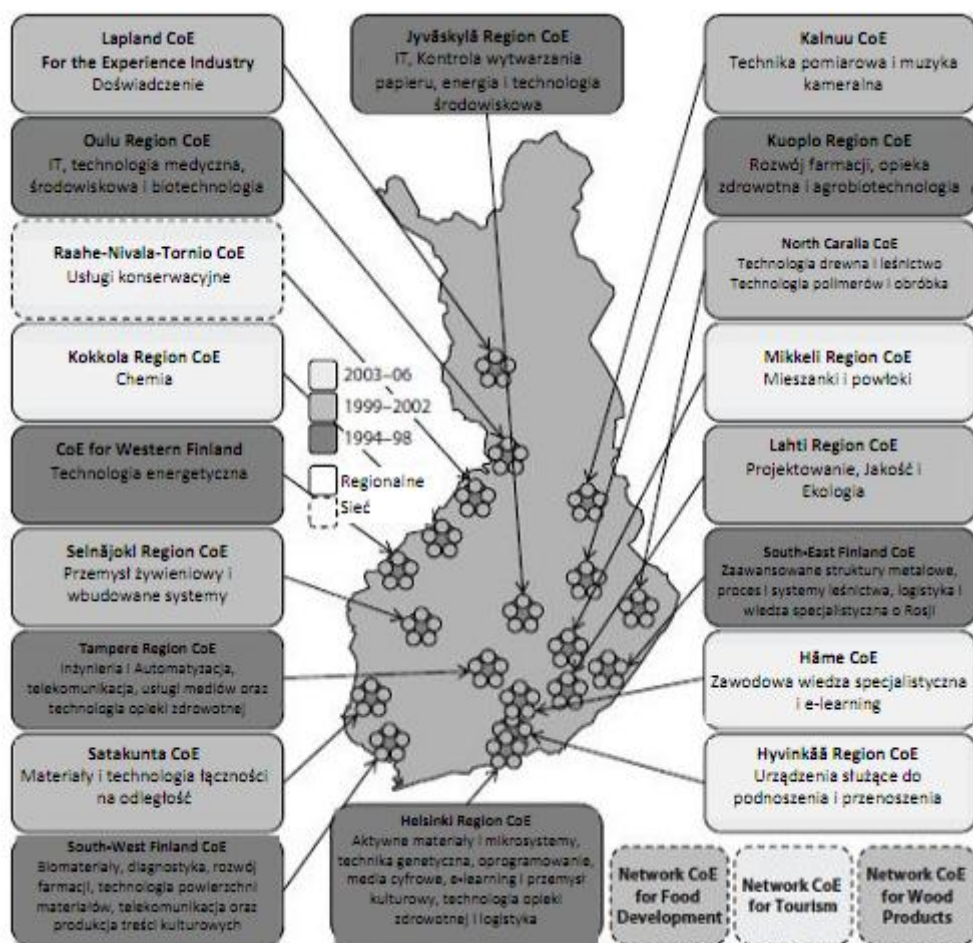 Lapland CoE
For the Experience Industry
Doświadczenie
Oulu Region CoE
IT, technologia medyczna,
środowiskowa i biotechnologia
Raahe-Nivala-Tornio CoE
Usługi konserwacyjne
Kokkola Region CoE
Chemia
CoE for Western Finland
Technologia energetyczna
Selnäjokl Region CoE
Przemysł żywieniowy i
wbudowane systemy
Tampere Region CoE
Inżynieria i Automatyzacja,
telekomunikacja, usługi mediów oraz
technologia opieki zdrowotnej
Satakunta CoE
Materiały i technologia łączności
na odległość
South-West Finland CoE
Biomateriały, diagnostyka, rozwój
farmacji, technologia powierzchni
materiałów, telekomunikacja oraz
produkcja treści kulturowych
Jyväskylä Region CoE
IT, Kontrola wytwarzania
papieru, energia i technologia
środowiskowa
2003–06
1999–2002
1994–98
Regionalne
Sieć
Helsinki Region CoE
Aktywne materiały i mikrosystemy,
technika genetyczna, oprogramowanie,
media cyfrowe, e-learning i przemysł
kulturowy, technologia opieki
zdrowotnej i logistyka
Kalnuu CoE
Technika pomiarowa i muzyka
kameralna
Kuoplo Region CoE
Rozwój farmacji, opieka
zdrowotna i agrobiotechnologia
North Caralia CoE
Technologia drewna i leśnictwo
Technologia polimerów i obróbka
Mikkeli Region CoE
Mieszanki i powłoki
Lahti Region CoE
Projektowanie, Jakość i
Ekologia
South-East Finland CoE
Zaawansowane struktury metalowe,
proces i systemy leśnictwa, logistyka i
wiedza specjalistyczna o Rosji
Häme CoE
Zawodowa wiedza specjalistyczna
i e-learning
Hyvinkää Region CoE
Urządzenia służące do
podnoszenia i przenoszenia
Network CoE
for Food
Development
Network CoE
for Tourism
Network CoE
for Wood
Products